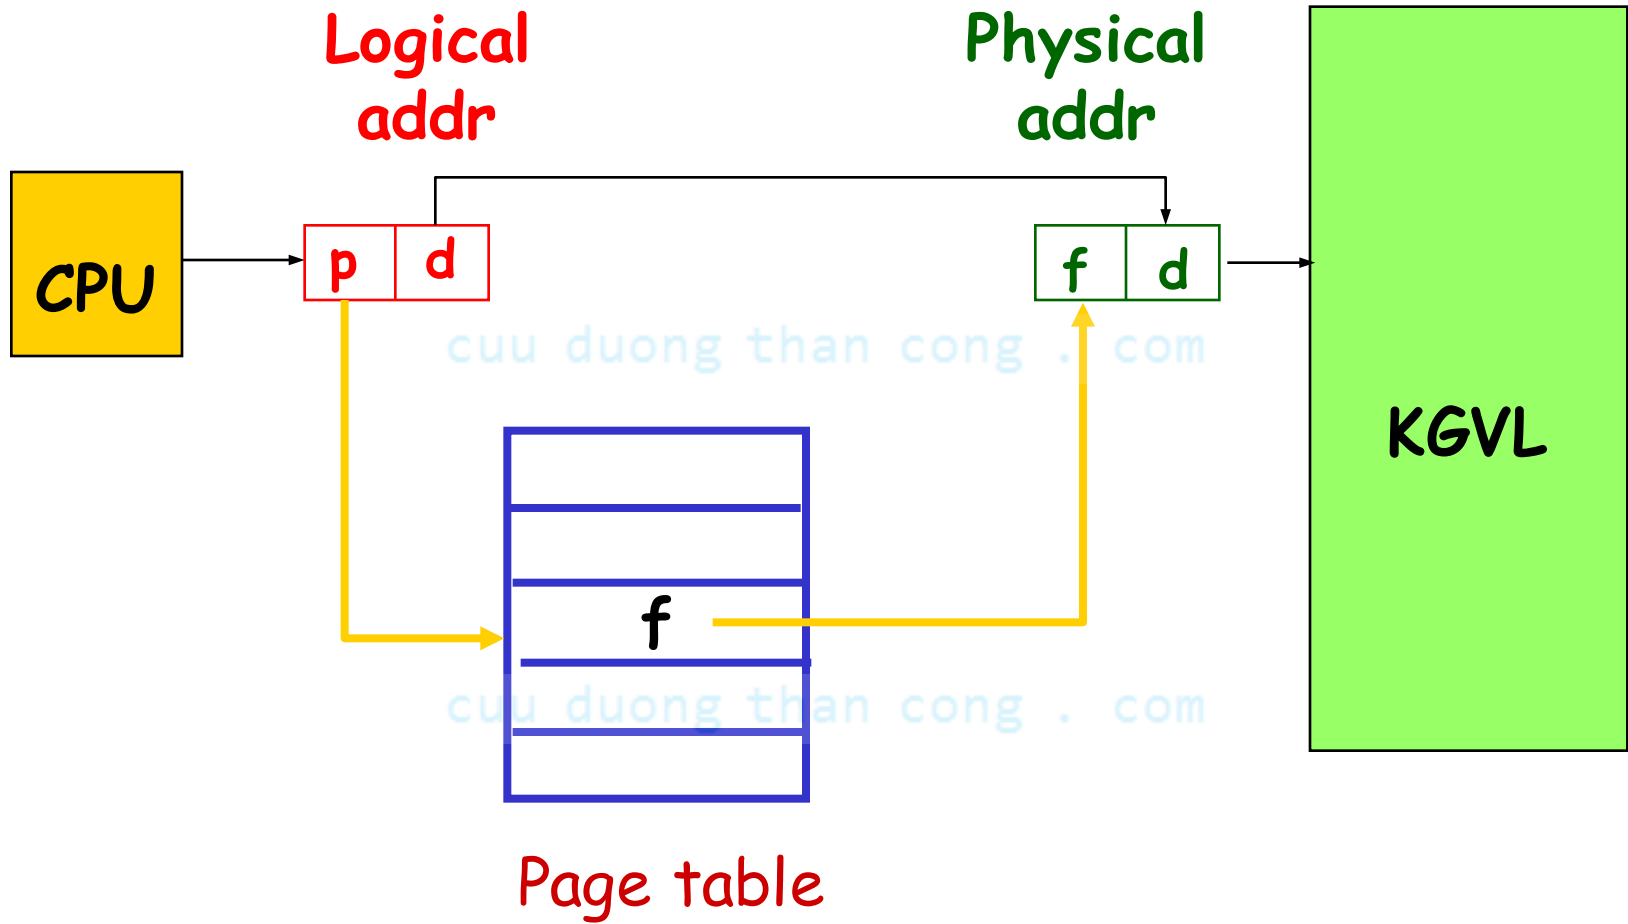 Logical
addr
Physical
addr
CPU
p d
f d
cuu duong than cong . com
KGVL
f
cuu duong than cong . com
Page table